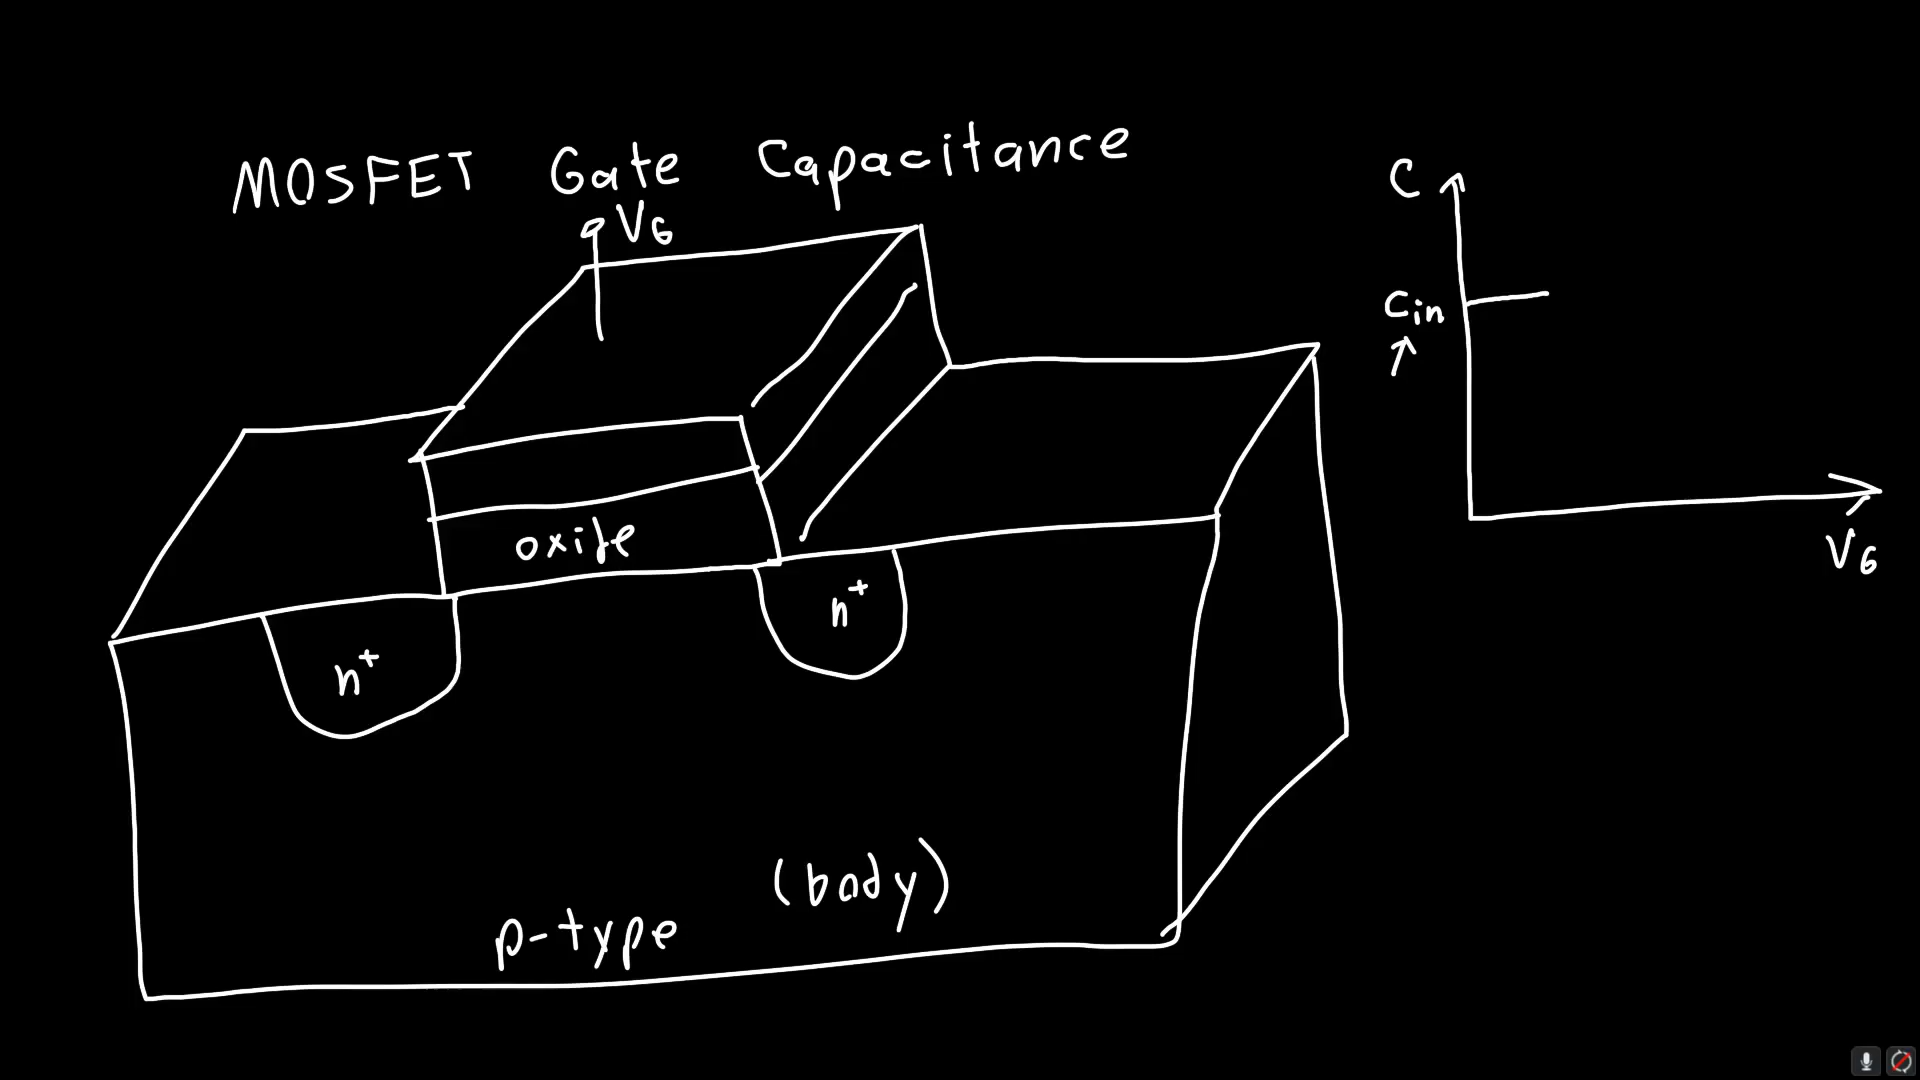 MOSFET Gate Capacitance
VG
C
Cin
oxide
n+
n+
VG
(body)
p-type